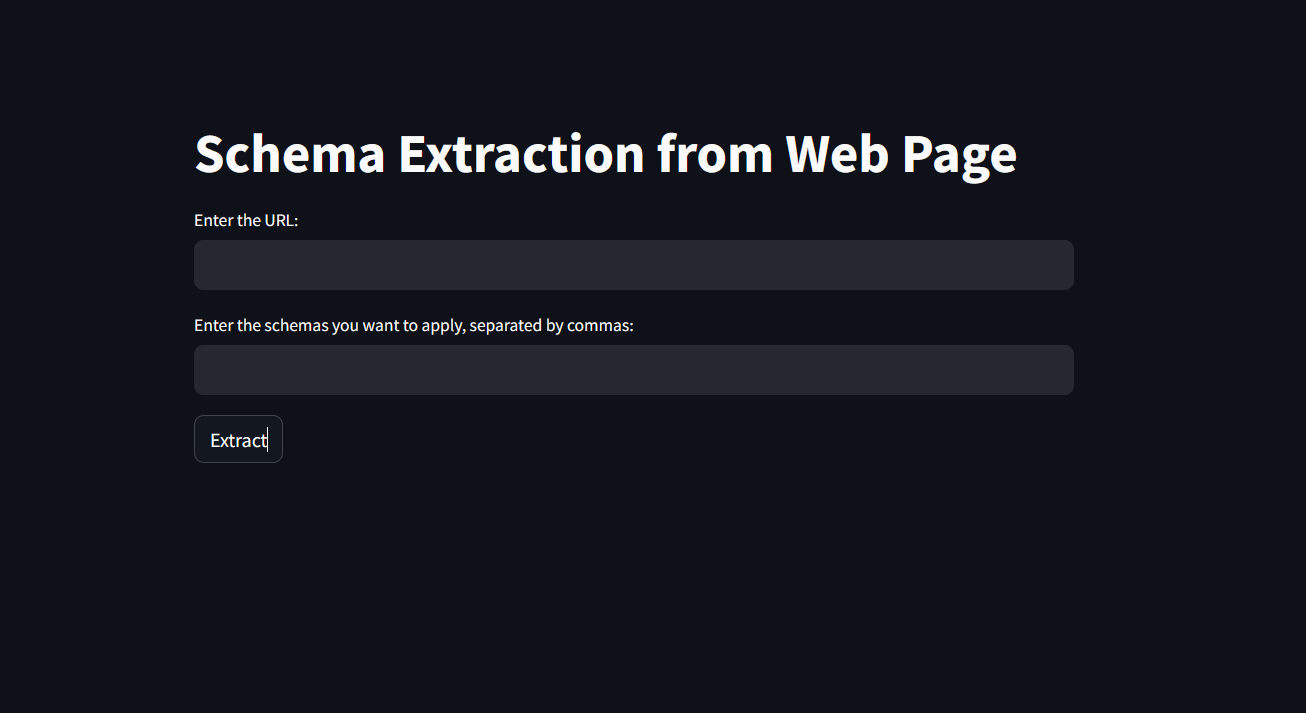 Schema Extraction from Web Page
Enter the URL:
Enter the schemas you want to apply, separated by commas:
Extract